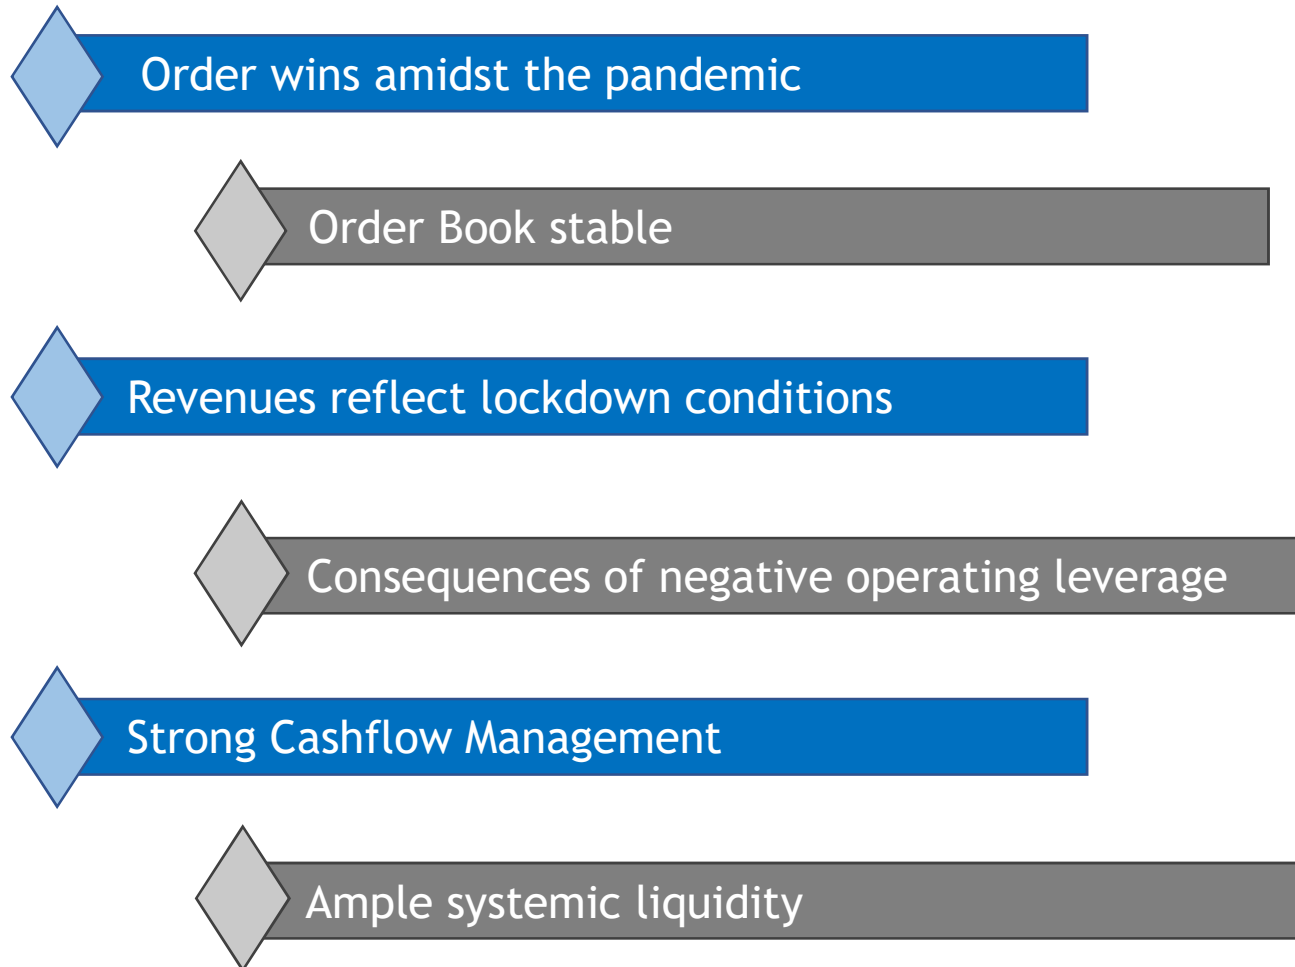 Order wins amidst the pandemic
Order Book stable
Revenues reflect lockdown conditions
Consequences of negative operating leverage
Strong Cashflow Management
Ample systemic liquidity